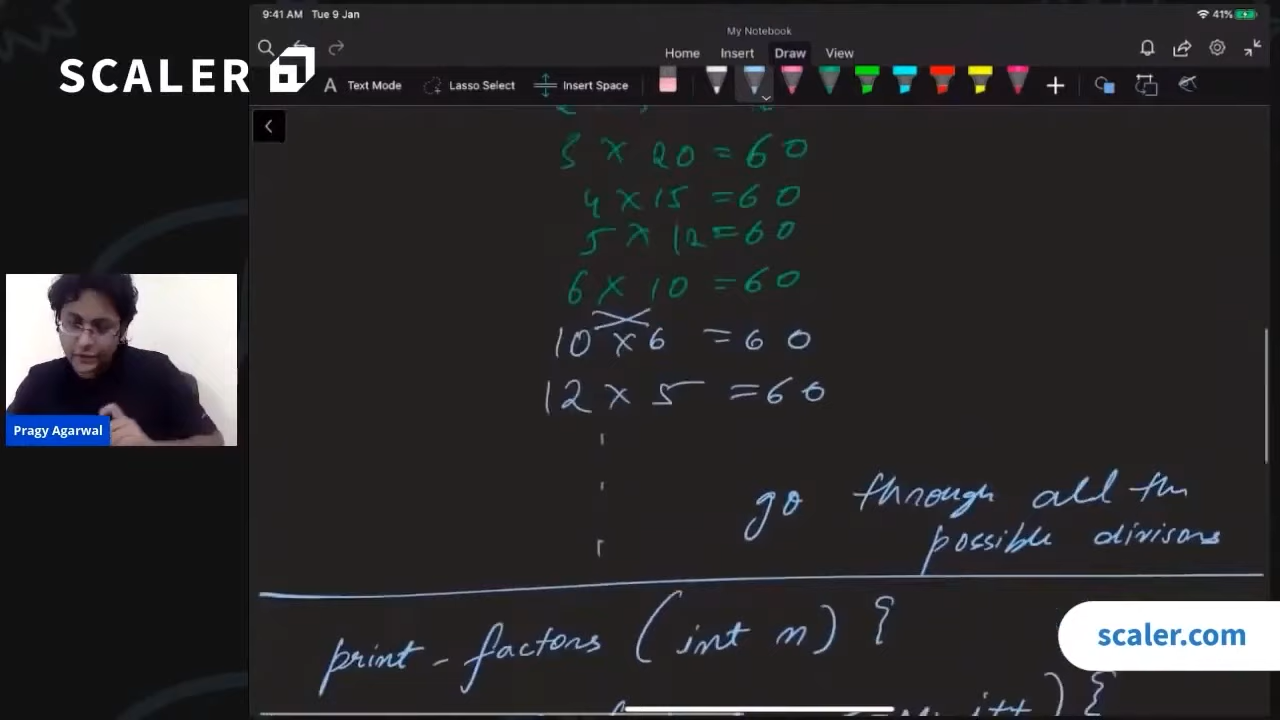 9:41 AM Tue 9 Jan
41%
My Notebook
Home Insert Draw View
SCALER
Text Mode Lasso Select Insert Space
3 × 20 = 60
4 × 15 = 60
5 × 12 = 60
6 × 10 = 60
10 × 6 = 60
12 × 5 = 60
go through all the
possible divisors
Pragy Agarwal
print - factors (int n) {
scaler.com
i++) {